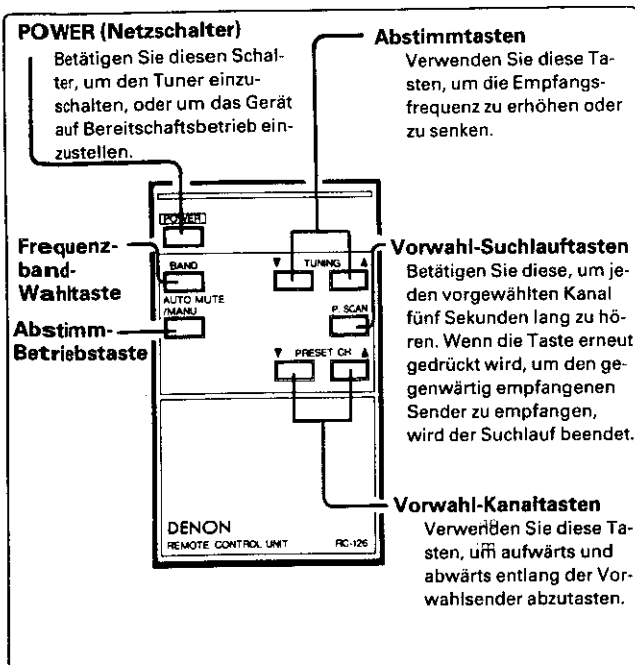 POWER (Netzschalter)
Betätigen Sie diesen Schal-
ter, um den Tuner einzu-
schalten, oder um das Gerät
auf Bereitschaftsbetrieb ein-
zustellen.
Abstimmtasten
Verwenden Sie diese Ta-
sten, um die Empfangs-
frequenz zu erhöhen oder
zu senken.
Frequenz-
band-
Wahltaste
Abstimm-
Betriebstaste
POWER
BAND
AUTO MUTE
/MANU
▼ TUNING ▲
P. SCAN
▼ PRESET CH ▲
DENON
REMOTE CONTROL UNIT RC-126
Vorwahl-Suchlauftasten
Betätigen Sie diese, um je-
den vorgewählten Kanal
fünf Sekunden lang zu hö-
ren. Wenn die Taste erneut
gedrückt wird, um den ge-
genwärtig empfangenen
Sender zu empfangen,
wird der Suchlauf beendet.
Vorwahl-Kanaltasten
Verwenden Sie diese Ta-
sten, um aufwärts und
abwärts entlang der Vor-
wahlsender abzutasten.